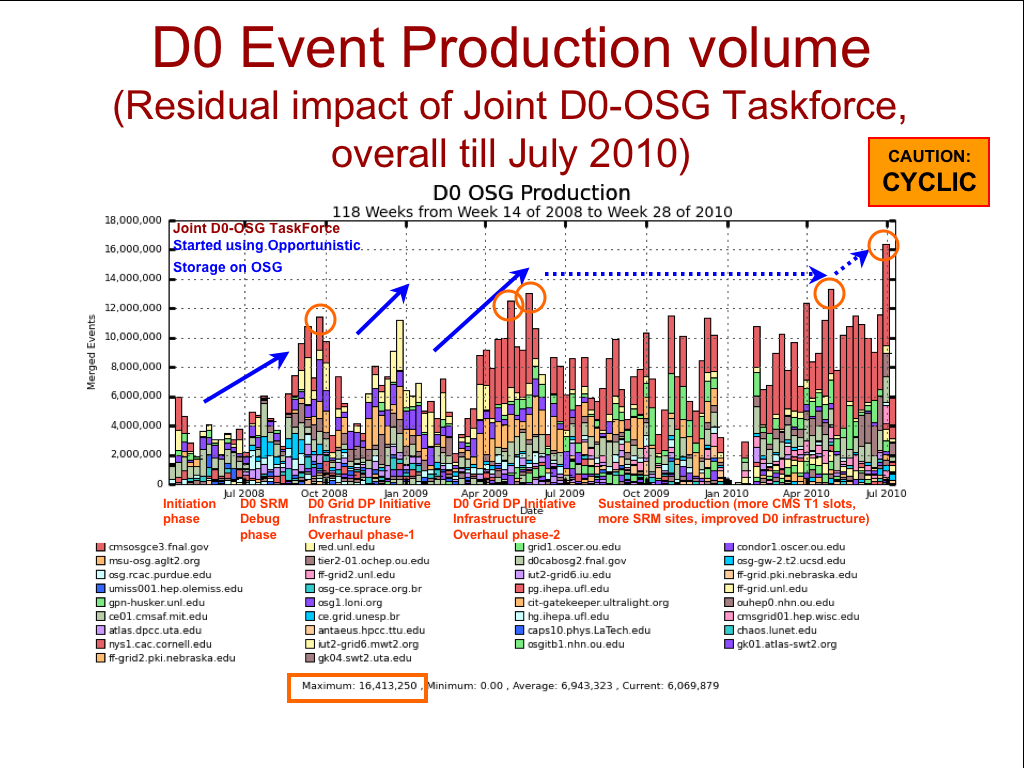 D0 Event Production volume
(Residual impact of Joint D0-OSG Taskforce,
overall till July 2010)
CAUTION:
CYCLIC
D0 OSG Production
118 Weeks from Week 14 of 2008 to Week 28 of 2010
Joint D0-OSG TaskForce
Started using Opportunistic
Storage on OSG
18,000,000
16,000,000
14,000,000
12,000,000
10,000,000
8,000,000
6,000,000
4,000,000
2,000,000
0
Merged Events
Jul 2008 Oct 2008 Jan 2009 Apr 2009 Jul 2009 Oct 2009 Jan 2010 Apr 2010 Jul 2010
Date
Initiation
phase
D0 SRM
Debug
phase
D0 Grid DP Initiative
Infrastructure
Overhaul phase-1
D0 Grid DP Initiative
Infrastructure
Overhaul phase-2
Sustained production (more CMS T1 slots,
more SRM sites, improved D0 infrastructure)
cmsosgce3.fnal.gov red.unl.edu grid1.oscer.ou.edu condor1.oscer.ou.edu
msu-osg.aglt2.org tier2-01.ochep.ou.edu d0cabosg2.fnal.gov osg-gw-2.t2.ucsd.edu
osg.rcac.purdue.edu ff-grid2.unl.edu iut2-grid6.iu.edu ff-grid.pki.nebraska.edu
umiss001.hep.olemiss.edu osg-ce.sprace.org.br pg.ihepa.ufl.edu ff-grid.unl.edu
gpn-husker.unl.edu osg1.loni.org cit-gatekeeper.ultralight.org ouhep0.nhn.ou.edu
ce01.cmsaf.mit.edu ce.grid.unesp.br hg.ihepa.ufl.edu cmsgrid01.hep.wisc.edu
atlas.dpcc.uta.edu antaeus.hpcc.ttu.edu caps10.phys.LaTech.edu chaos.lunet.edu
nys1.cac.cornell.edu iut2-grid6.mwt2.org osgitb1.nhn.ou.edu gk01.atlas-swt2.org
ff-grid2.pki.nebraska.edu gk04.swt2.uta.edu
Maximum: 16,413,250 , Minimum: 0.00 , Average: 6,943,323 , Current: 6,069,879